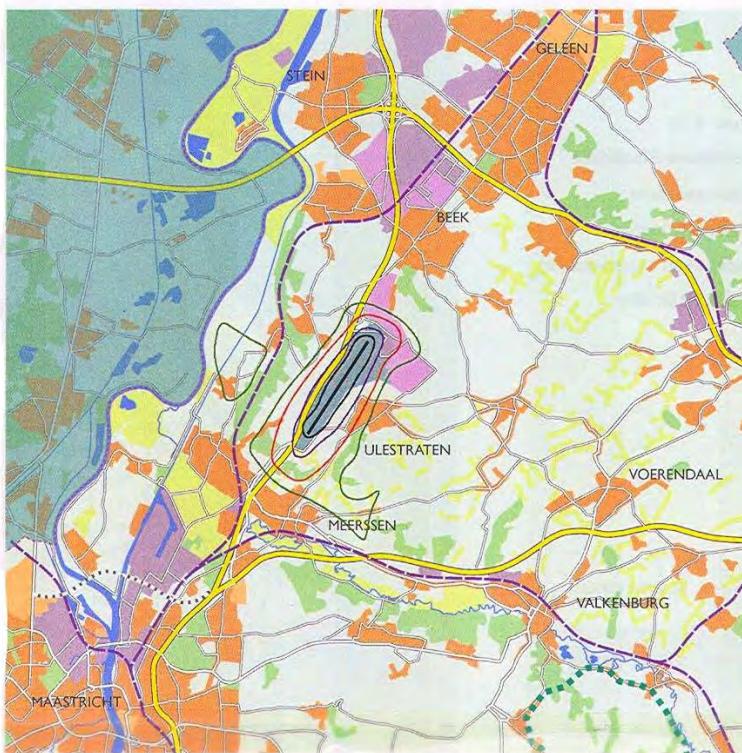 GELEEN
STEIN
BEEK
ULESTRATEN
VOERENDAAL
MEERSSEN
VALKENBURG
MAASTRICHT